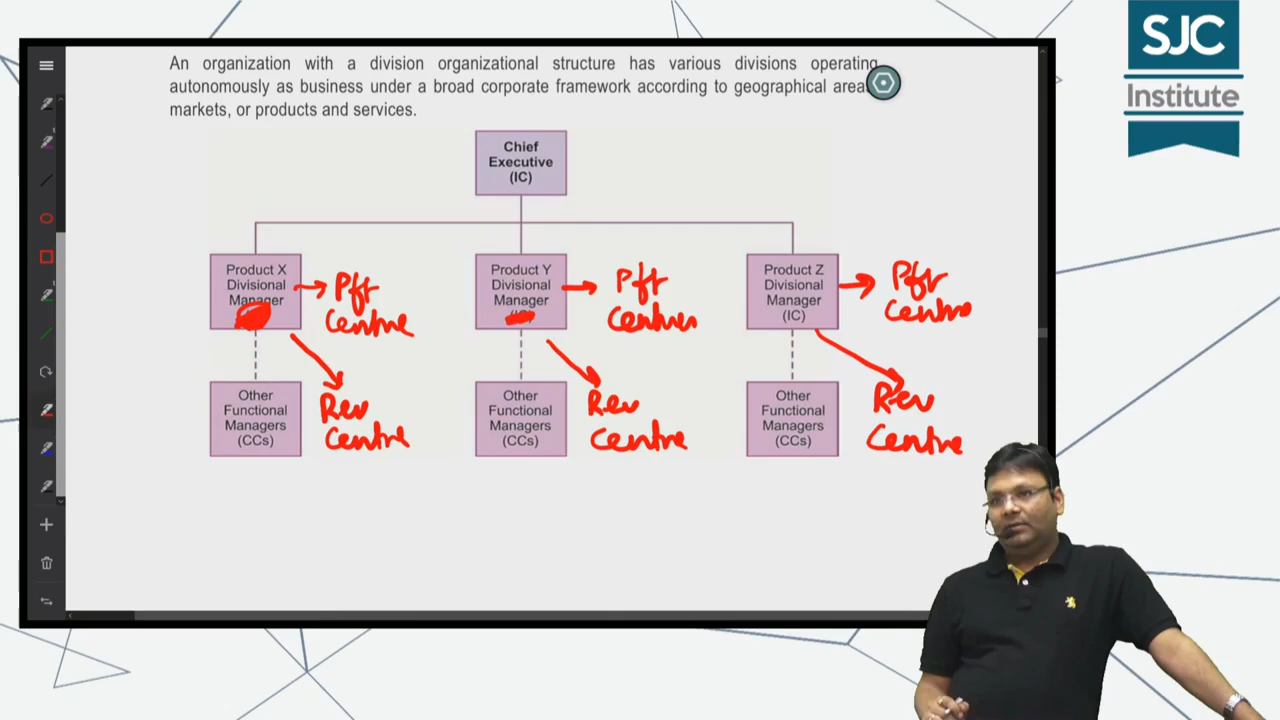 SJC
Institute
An organization with a division organizational structure has various divisions operating
autonomously as business under a broad corporate framework according to geographical area
markets, or products and services.
Chief
Executive
(IC)
Product X
Divisional
Manager
Pft
Centre
Product Y
Divisional
Manager
Pft
Centre
Product Z
Divisional
Manager
(IC)
Pft
Centre
Other
Functional
Managers
(CCs)
Rev
Centre
Other
Functional
Managers
(CCs)
Rev
Centre
Other
Functional
Managers
(CCs)
Rev
Centre